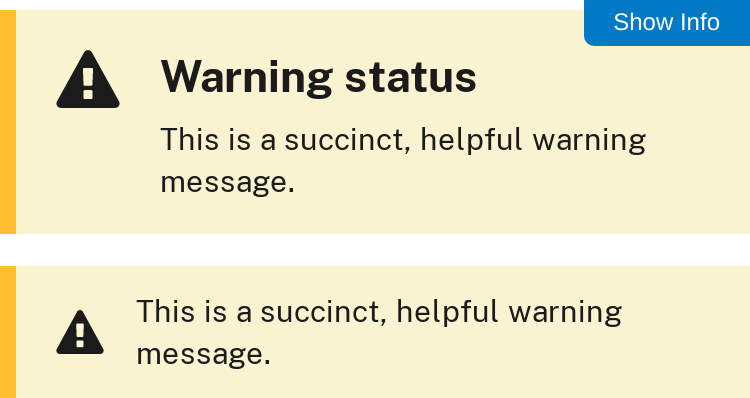 Show Info
Warning status
This is a succinct, helpful warning
message.
This is a succinct, helpful warning
message.